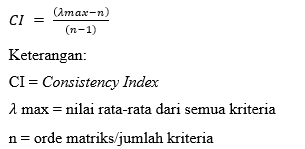 CI = (λmax−n)/(n−1)
Keterangan:
CI = Consistency Index
λ max = nilai rata-rata dari semua kriteria
n = orde matriks/jumlah kriteria